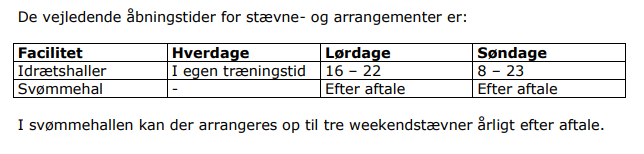 De vejledende åbningstider for stævne- og arrangementer er:
Facilitet Hverdage Lørdage Søndage
Idrætshaller I egen træningstid 16 – 22 8 – 23
Svømmehal - Efter aftale Efter aftale
I svømmehallen kan der arrangeres op til tre weekendstævner årligt efter aftale.